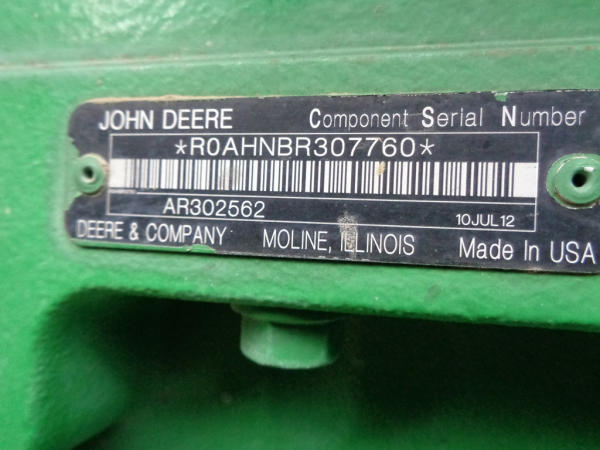 JOHN DEERE Component Serial Number
*R0AHNBR307760*
AR302562 10JUL12
DEERE & COMPANY MOLINE, ILLINOIS Made In USA